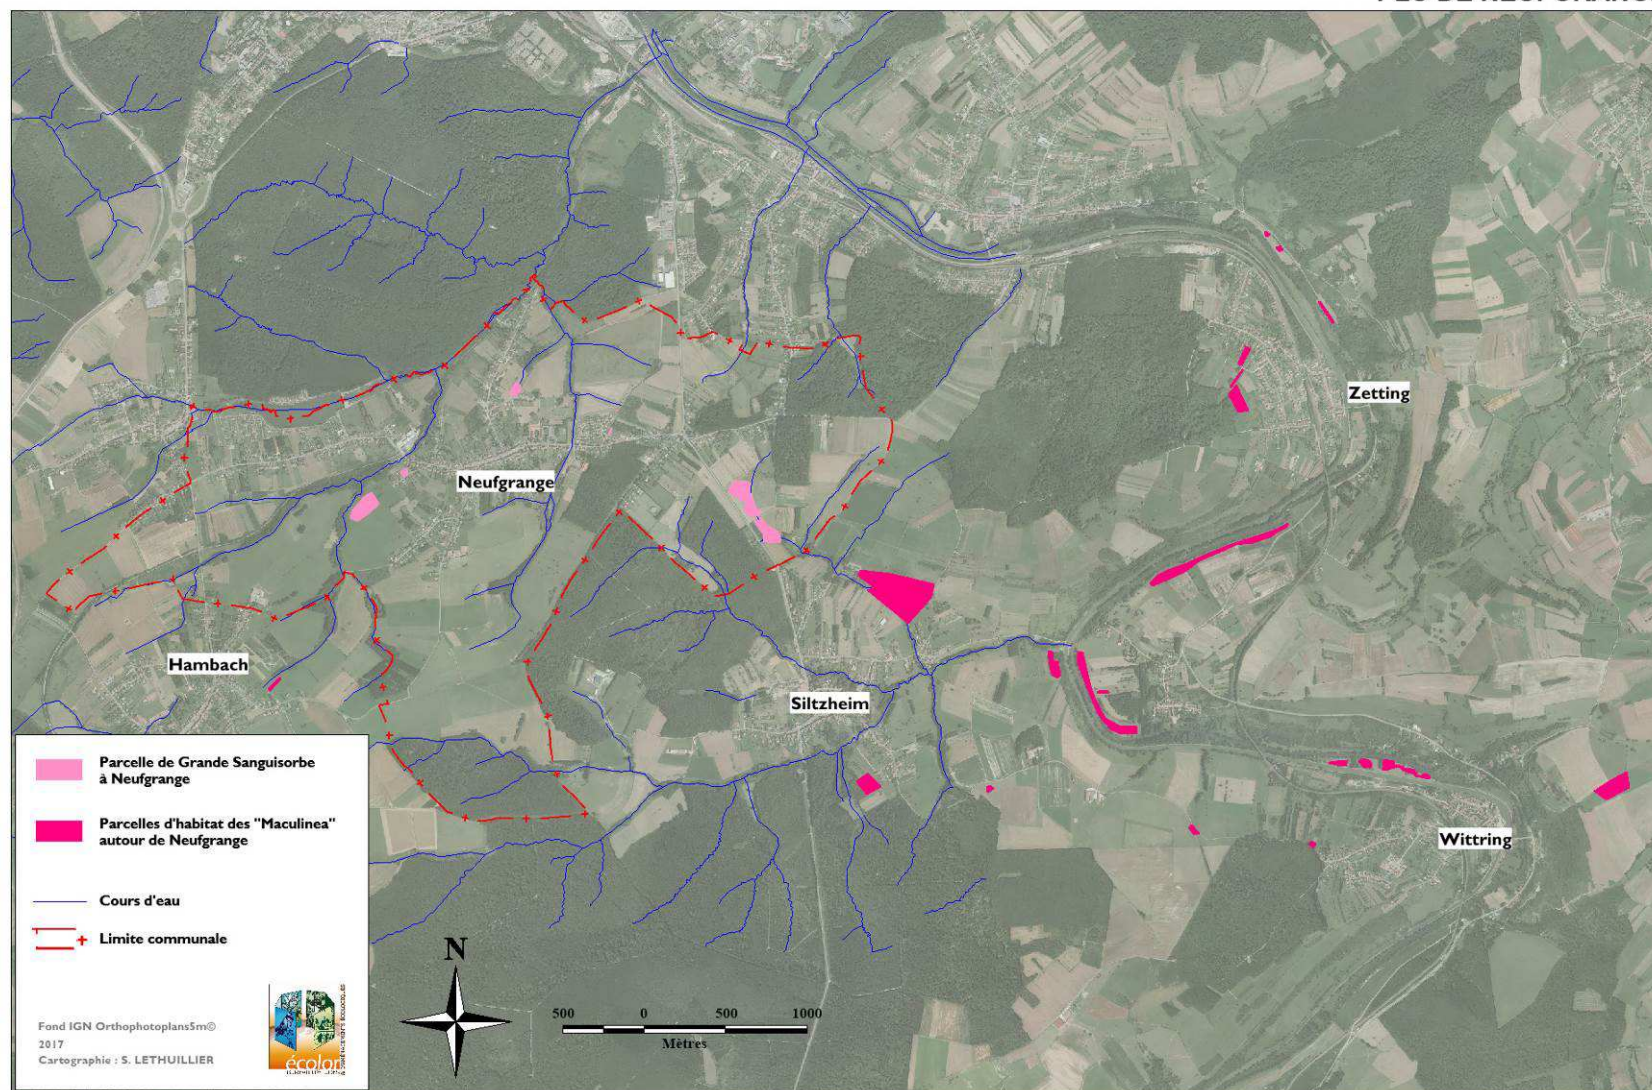 Zetting
Neufgrange
Hambach
Siltzheim
Wittring
Parcelle de Grande Sanguisorbe
à Neufgrange
Parcelles d'habitat des "Maculinea"
autour de Neufgrange
Cours d'eau
Limite communale
Fond IGN Orthophotoplans5m©
2017
Cartographie : S. LETHUILLIER
écolor
N
500 0 500 1000
Mètres